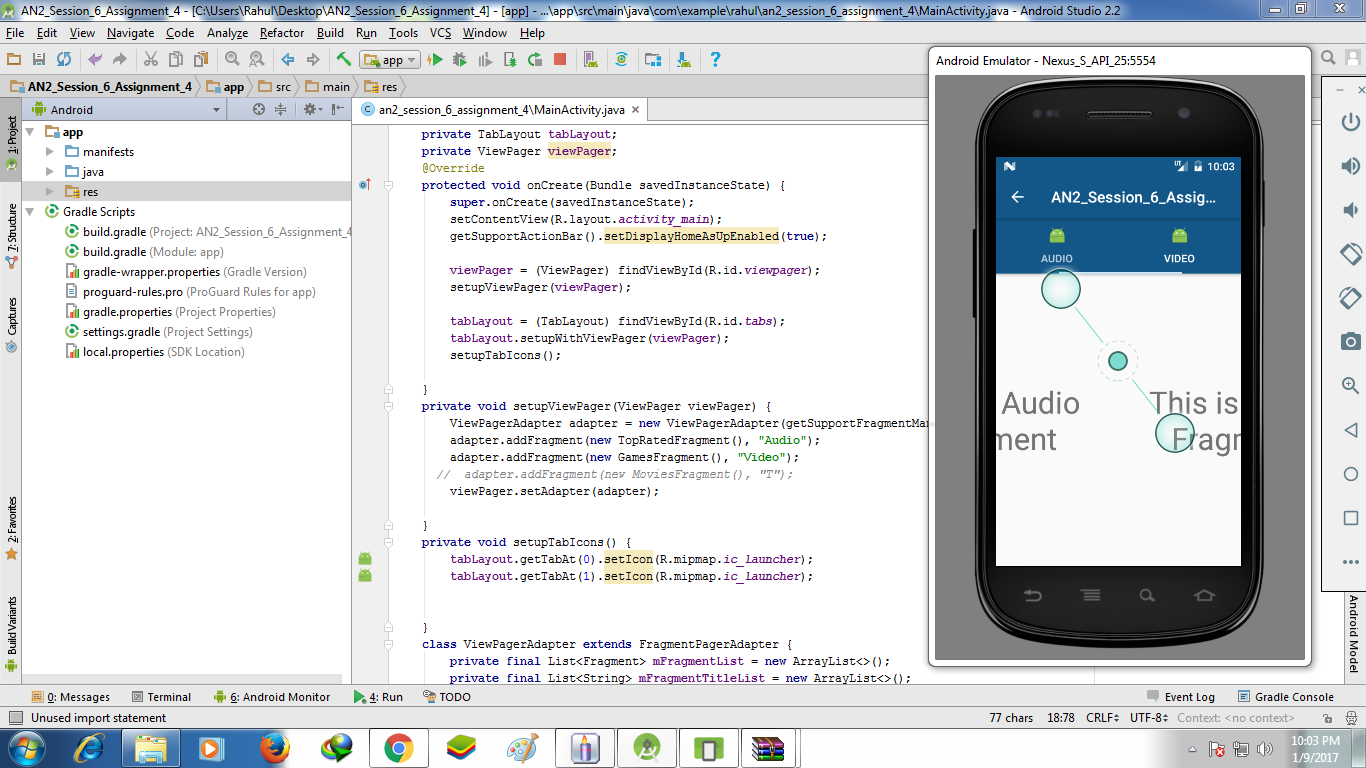 AN2_Session_6_Assignment_4 - [C:\Users\Rahul\Desktop\AN2_Session_6_Assignment_4] - [app] - ...\app\src\main\java\com\example\rahul\an2_session_6_assignment_4\MainActivity.java - Android Studio 2.2
File Edit View Navigate Code Analyze Refactor Build Run Tools VCS Window Help
app
AN2_Session_6_Assignment_4 app src main res
Android
an2_session_6_assignment_4\MainActivity.java
1: Project
7: Structure
Captures
2: Favorites
Build Variants
app
manifests
java
res
Gradle Scripts
build.gradle (Project: AN2_Session_6_Assignment_4
build.gradle (Module: app)
gradle-wrapper.properties (Gradle Version)
proguard-rules.pro (ProGuard Rules for app)
gradle.properties (Project Properties)
settings.gradle (Project Settings)
local.properties (SDK Location)
private TabLayout tabLayout;
private ViewPager viewPager;
@Override
protected void onCreate(Bundle savedInstanceState) {
super.onCreate(savedInstanceState);
setContentView(R.layout.activity_main);
getSupportActionBar().setDisplayHomeAsUpEnabled(true);
viewPager = (ViewPager) findViewById(R.id.viewpager);
setupViewPager(viewPager);
tabLayout = (TabLayout) findViewById(R.id.tabs);
tabLayout.setupWithViewPager(viewPager);
setupTabIcons();
}
private void setupViewPager(ViewPager viewPager) {
ViewPagerAdapter adapter = new ViewPagerAdapter(getSupportFragmentMan
adapter.addFragment(new TopRatedFragment(), "Audio");
adapter.addFragment(new GamesFragment(), "Video");
// adapter.addFragment(new MoviesFragment(), "T");
viewPager.setAdapter(adapter);
}
private void setupTabIcons() {
tabLayout.getTabAt(0).setIcon(R.mipmap.ic_launcher);
tabLayout.getTabAt(1).setIcon(R.mipmap.ic_launcher);
}
class ViewPagerAdapter extends FragmentPagerAdapter {
private final List<Fragment> mFragmentList = new ArrayList<>();
private final List<String> mFragmentTitleList = new ArrayList<>();
Android Emulator - Nexus_S_API_25:5554
10:03
AN2_Session_6_Assig...
AUDIO VIDEO
Audio This is
ment Fragr
Android Model
0: Messages Terminal 6: Android Monitor 4: Run TODO Event Log Gradle Console
Unused import statement 77 chars 18:78 CRLF UTF-8 Context: <no context>
10:03 PM
1/9/2017